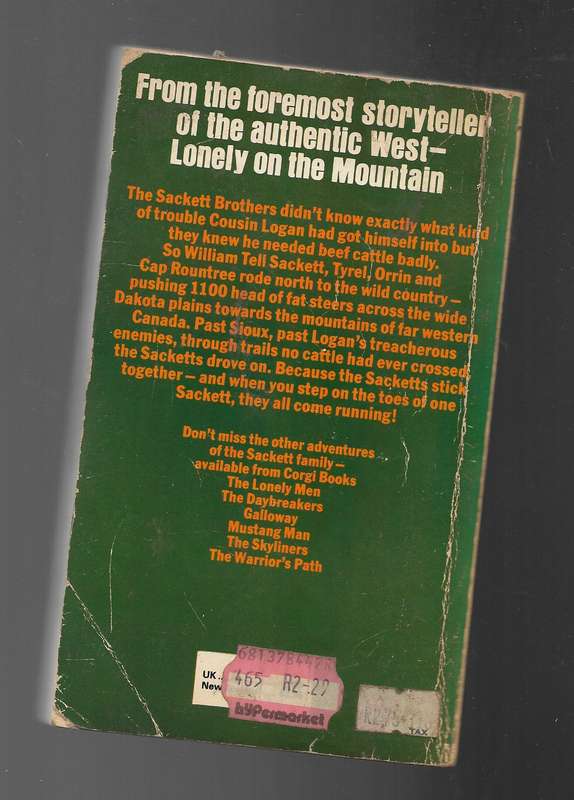 From the foremost storyteller
of the authentic West—
Lonely on the Mountain
The Sackett Brothers didn't know exactly what kind
of trouble Cousin Logan had got himself into but
they knew he needed beef cattle badly.
So William Tell Sackett, Tyrel, Orrin and
Cap Rountree rode north to the wild country —
pushing 1100 head of fat steers across the wide
Dakota plains towards the mountains of far western
Canada. Past Sioux, past Logan's treacherous
enemies, through trails no cattle had ever crossed,
the Sacketts drove on. Because the Sacketts stick
together — and when you step on the toes of one
Sackett, they all come running!
Don't miss the other adventures
of the Sackett family —
available from Corgi Books
The Lonely Men
The Daybreakers
Galloway
Mustang Man
The Skyliners
The Warrior's Path
UK
New
465 R2-29
hypermarket
TAX